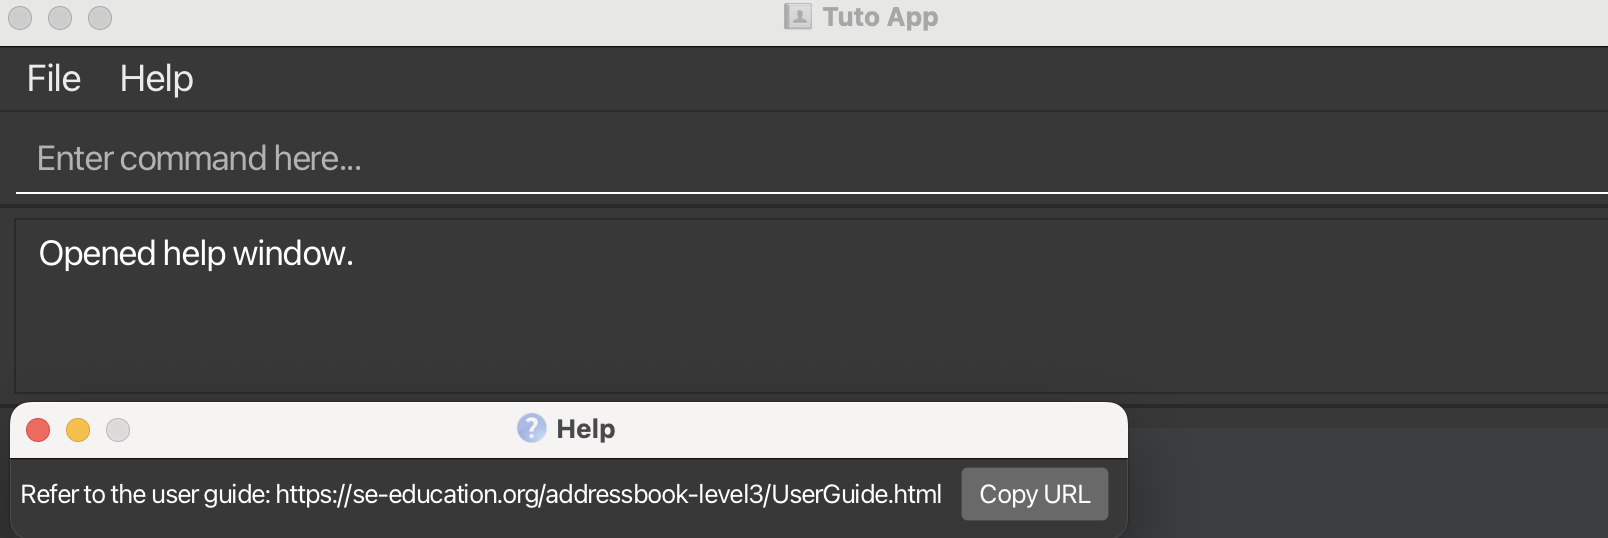 Tuto App
File Help
Enter command here...
Opened help window.
Help
Refer to the user guide: https://se-education.org/addressbook-level3/UserGuide.html Copy URL